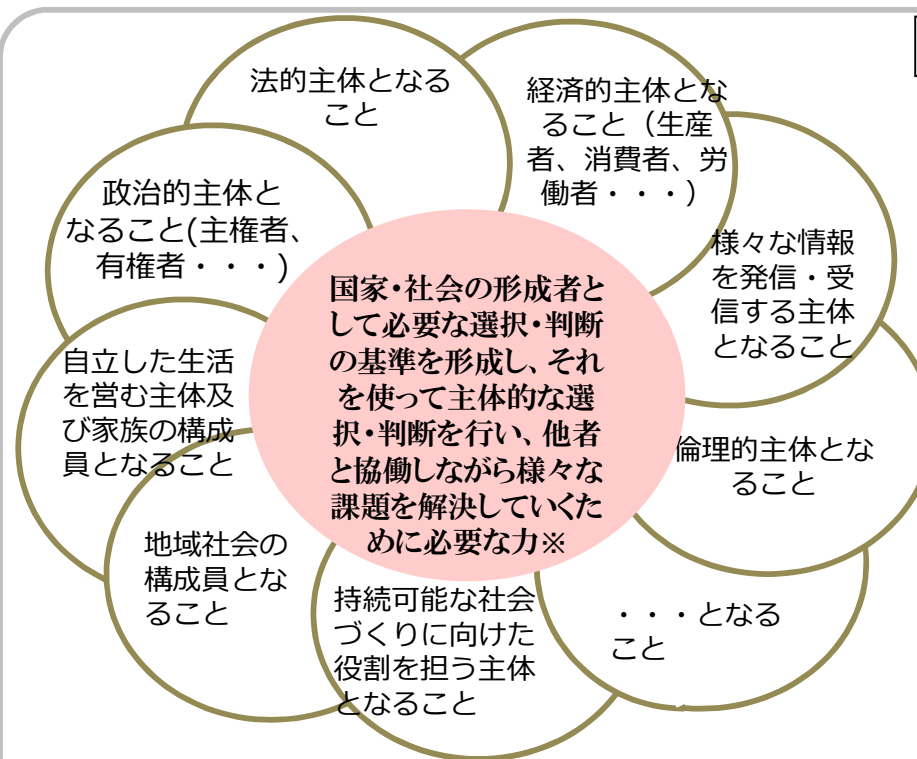 法的主体となる
こと
経済的主体とな
ること（生産
者、消費者、労
働者・・・）
政治的主体と
なること(主権者、
有権者・・・)
様々な情報
を発信・受
信する主体
となること
国家・社会の形成者と
して必要な選択・判断
の基準を形成し、それ
を使って主体的な選
択・判断を行い、他者
と協働しながら様々な
課題を解決していくた
めに必要な力※
自立した生活
を営む主体及
び家族の構成
員となること
倫理的主体とな
ること
地域社会の
構成員とな
ること
持続可能な社会
づくりに向けた
役割を担う主体
となること
・・・となる
こと